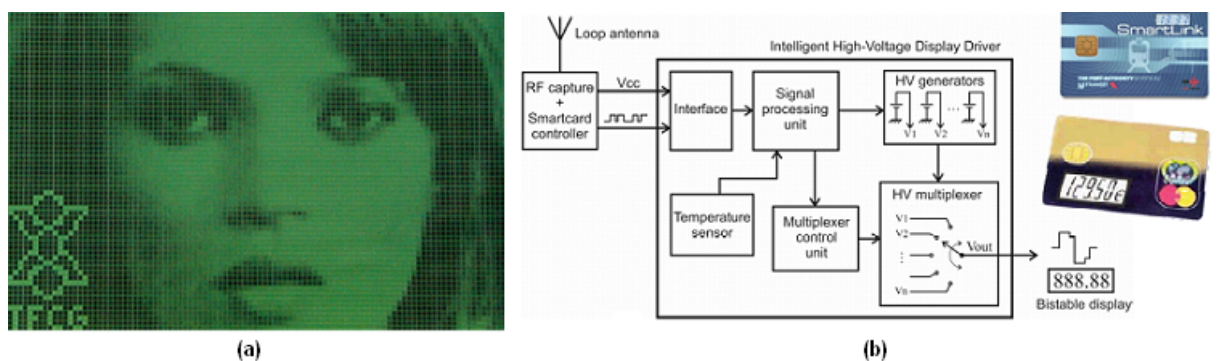 TFCG
(a)
Loop antenna
RF capture
+
Smartcard
controller
Vcc
Intelligent High-Voltage Display Driver
Interface
Signal
processing
unit
HV generators
V1 V2 ... Vn
Temperature
sensor
Multiplexer
control
unit
HV multiplexer
V1
V2
Vn
Vout
888.88
Bistable display
SmartLink
12950€
(b)